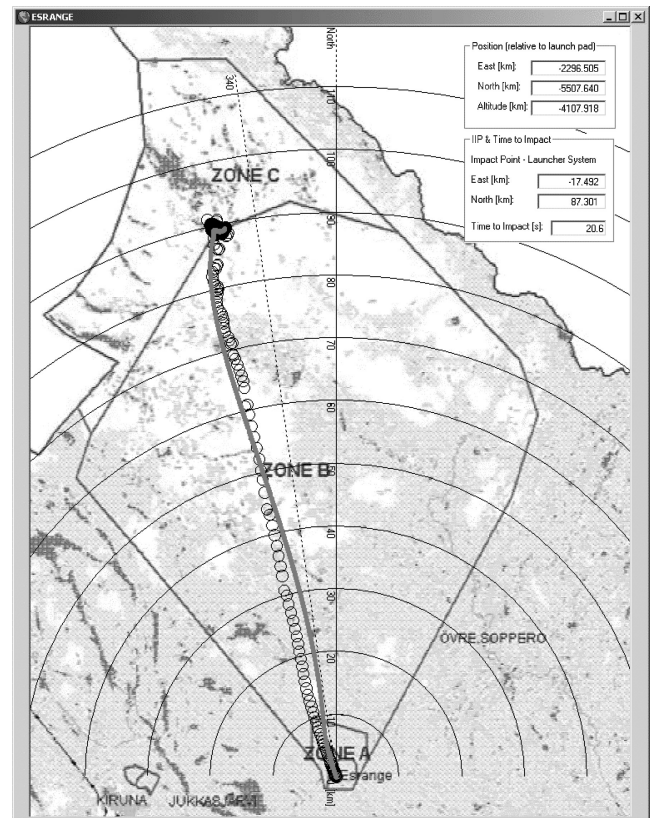 ESRANGE
North
Position (relative to launch pad)
East [km]: -2296.505
North [km]: -5507.640
Altitude [km]: -4107.918
IIP & Time to Impact
Impact Point - Launcher System
East [km]: -17.492
North [km]: 87.301
Time to Impact [s]: 20.6
340
110
100
ZONE C
90
80
70
60
ZONE B
50
40
30
ÖVRE SOPPERO
20
10
ZONE A
Esrange
KIRUNA
JUKKASJÄRVI
[km]